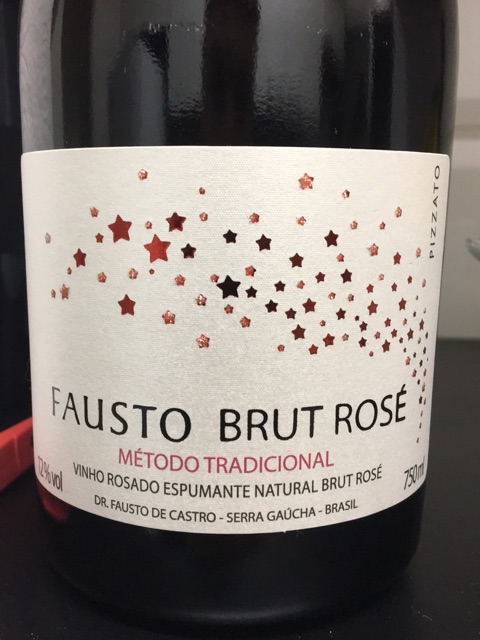 PIZZATO
FAUSTO BRUT ROSÉ
MÉTODO TRADICIONAL
12%vol
VINHO ROSADO ESPUMANTE NATURAL BRUT ROSÉ
750ml
DR. FAUSTO DE CASTRO - SERRA GAÚCHA - BRASIL